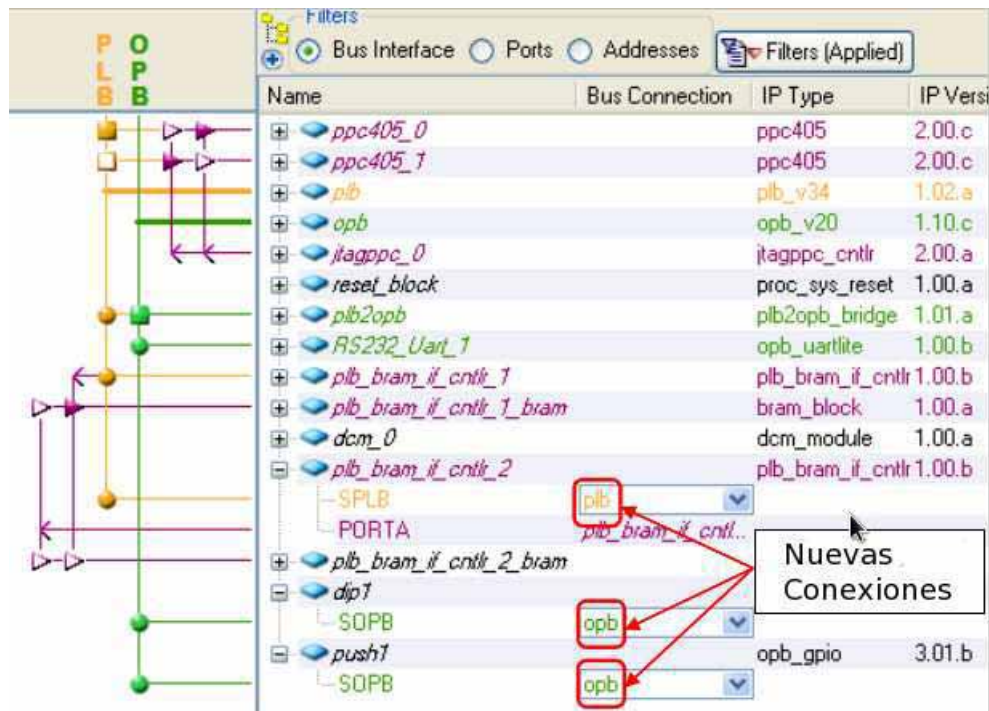 Filters
Bus Interface Ports Addresses Filters (Applied)
PLB OPB
Name Bus Connection IP Type IP Versi
ppc405_0 ppc405 2.00.c
ppc405_1 ppc405 2.00.c
plb plb_v34 1.02.a
opb opb_v20 1.10.c
jtagppc_0 jtagppc_cntlr 2.00.a
reset_block proc_sys_reset 1.00.a
plb2opb plb2opb_bridge 1.01.a
RS232_Uart_1 opb_uartlite 1.00.b
plb_bram_if_cntlr_1 plb_bram_if_cntlr 1.00.b
plb_bram_if_cntlr_1_bram bram_block 1.00.a
dcm_0 dcm_module 1.00.a
plb_bram_if_cntlr_2 plb_bram_if_cntlr 1.00.b
SPLB plb
PORTA plb_bram_if_cntl...
plb_bram_if_cntlr_2_bram
dip1
SOPB opb
push1 opb_gpio 3.01.b
SOPB opb
Nuevas
Conexiones